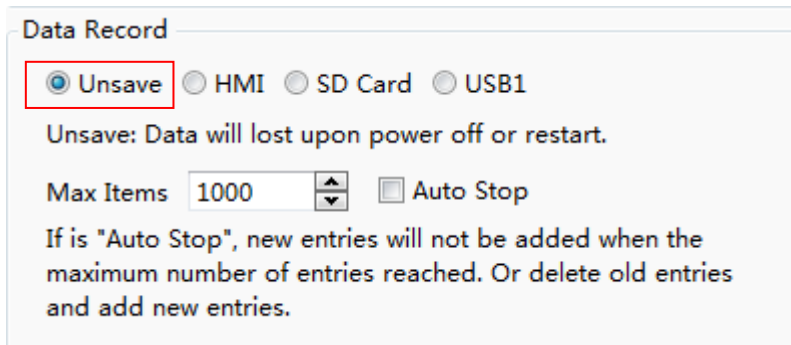 Data Record
Unsave HMI SD Card USB1
Unsave: Data will lost upon power off or restart.
Max Items 1000 Auto Stop
If is "Auto Stop", new entries will not be added when the
maximum number of entries reached. Or delete old entries
and add new entries.